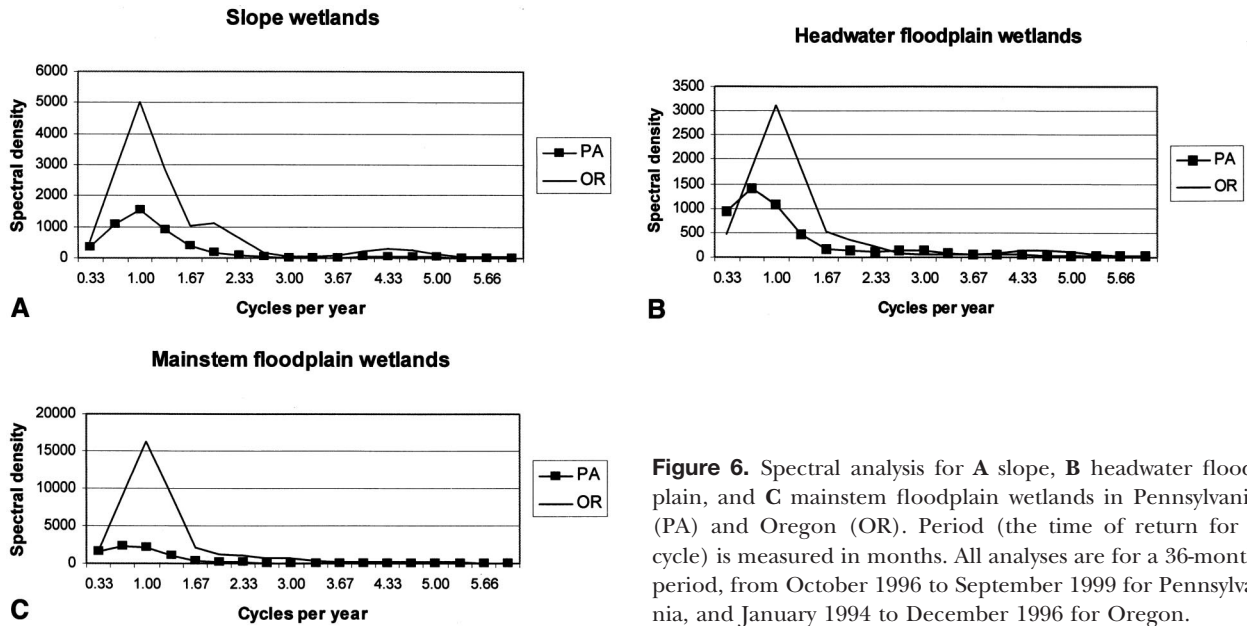 Slope wetlands
6000
5000
4000
3000
2000
1000
0
Spectral density
0.33 1.00 1.67 2.33 3.00 3.67 4.33 5.00 5.66
Cycles per year
PA
OR
A
Headwater floodplain wetlands
3500
3000
2500
2000
1500
1000
500
0
Spectral density
0.33 1.00 1.67 2.33 3.00 3.67 4.33 5.00 5.66
Cycles per year
PA
OR
B
Mainstem floodplain wetlands
20000
15000
10000
5000
0
Spectral density
0.33 1.00 1.67 2.33 3.00 3.67 4.33 5.00 5.66
Cycles per year
PA
OR
C
Figure 6. Spectral analysis for A slope, B headwater flood
plain, and C mainstem floodplain wetlands in Pennsylvani
(PA) and Oregon (OR). Period (the time of return for
cycle) is measured in months. All analyses are for a 36-mont
period, from October 1996 to September 1999 for Pennsylva
nia, and January 1994 to December 1996 for Oregon.